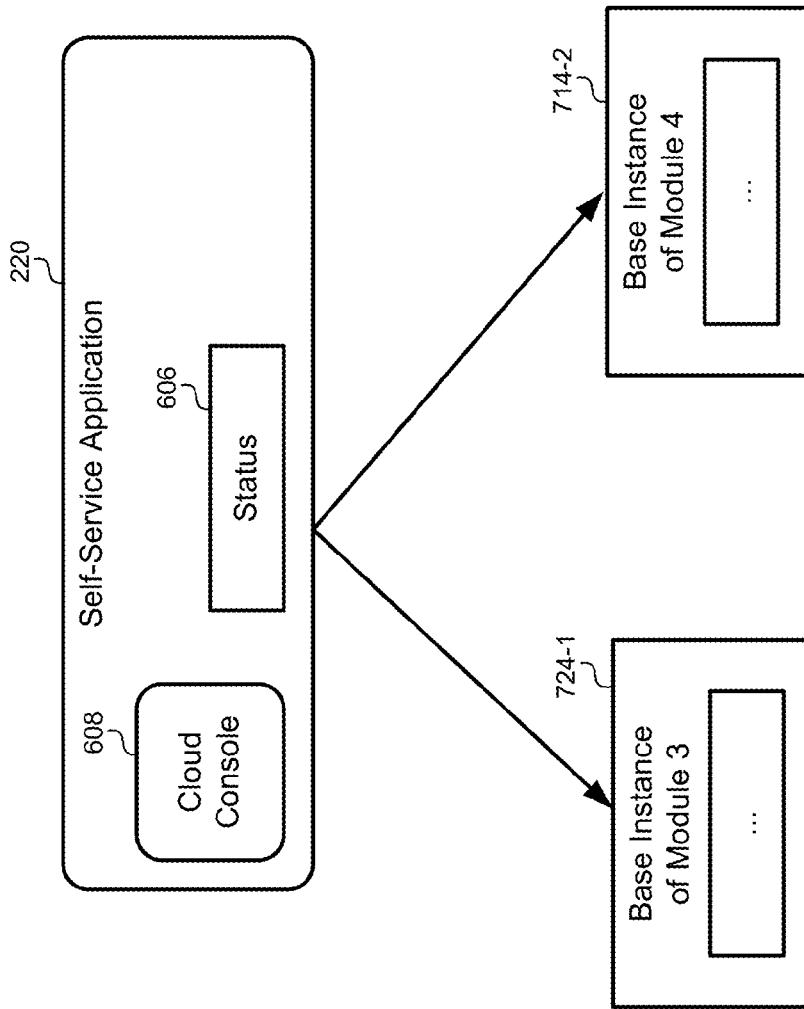 220
Self-Service Application
608
Cloud
Console
606
Status
724-1
Base Instance
of Module 3
...
714-2
Base Instance
of Module 4
...